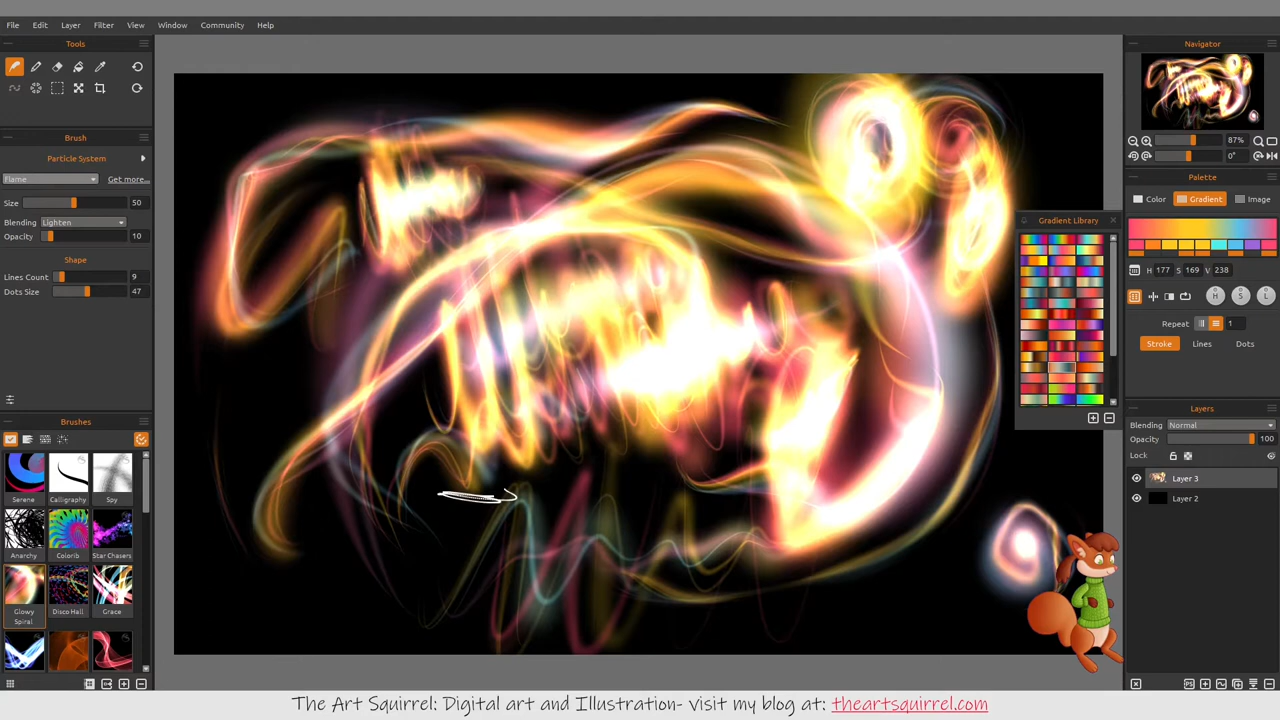 File Edit Layer Filter View Window Community Help
Tools
Brush
Particle System
Flame Get more...
Size 50
Blending Lighten
Opacity 10
Shape
Lines Count 9
Dots Size 47
Brushes
Serene Calligraphy Spy
Anarchy Colorib Star Chasers
Glowy Spiral Disco Hall Grace
Navigator
87%
0°
Palette
Color Gradient Image
H 177 S 169 V 238
H S L
Repeat 1
Stroke Lines Dots
Gradient Library
Layers
Blending Normal
Opacity 100
Lock
Layer 3
Layer 2
PS
The Art Squirrel: Digital art and Illustration- visit my blog at: theartsquirrel.com